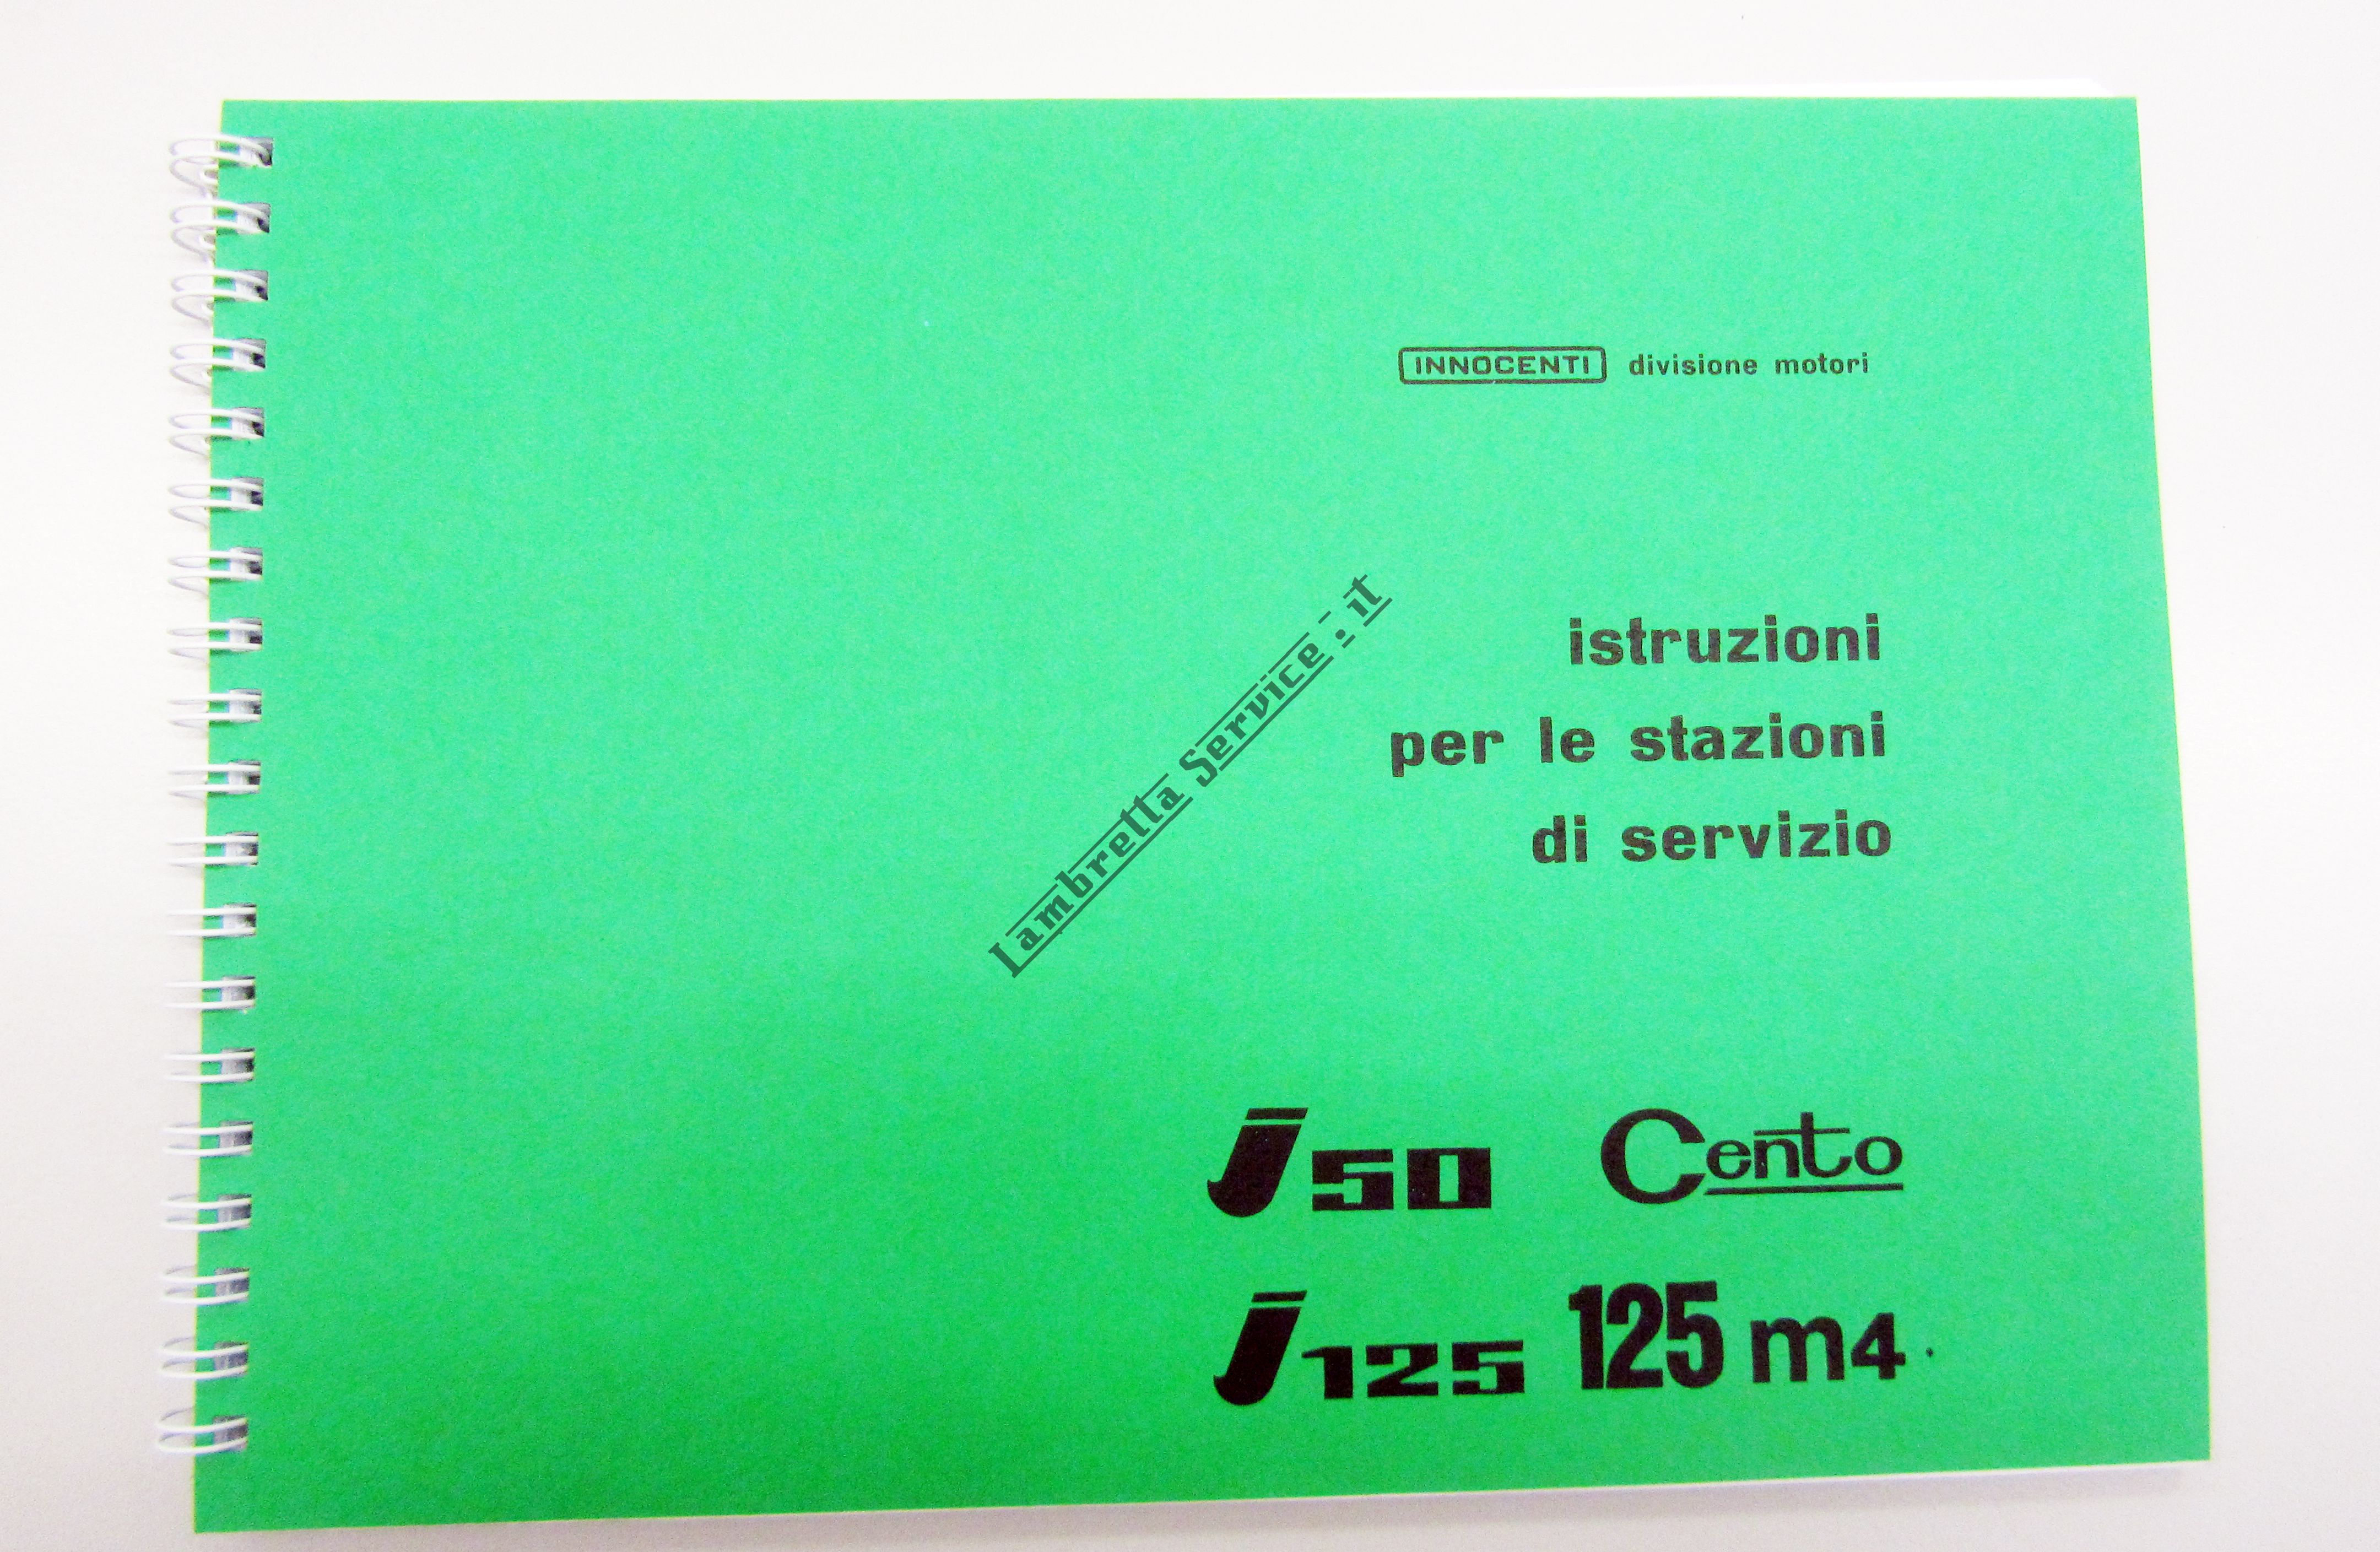 INNOCENTI divisione motori
istruzioni
per le stazioni
di servizio
Lambretta Service.it
j50 Cento
j125 125 m4